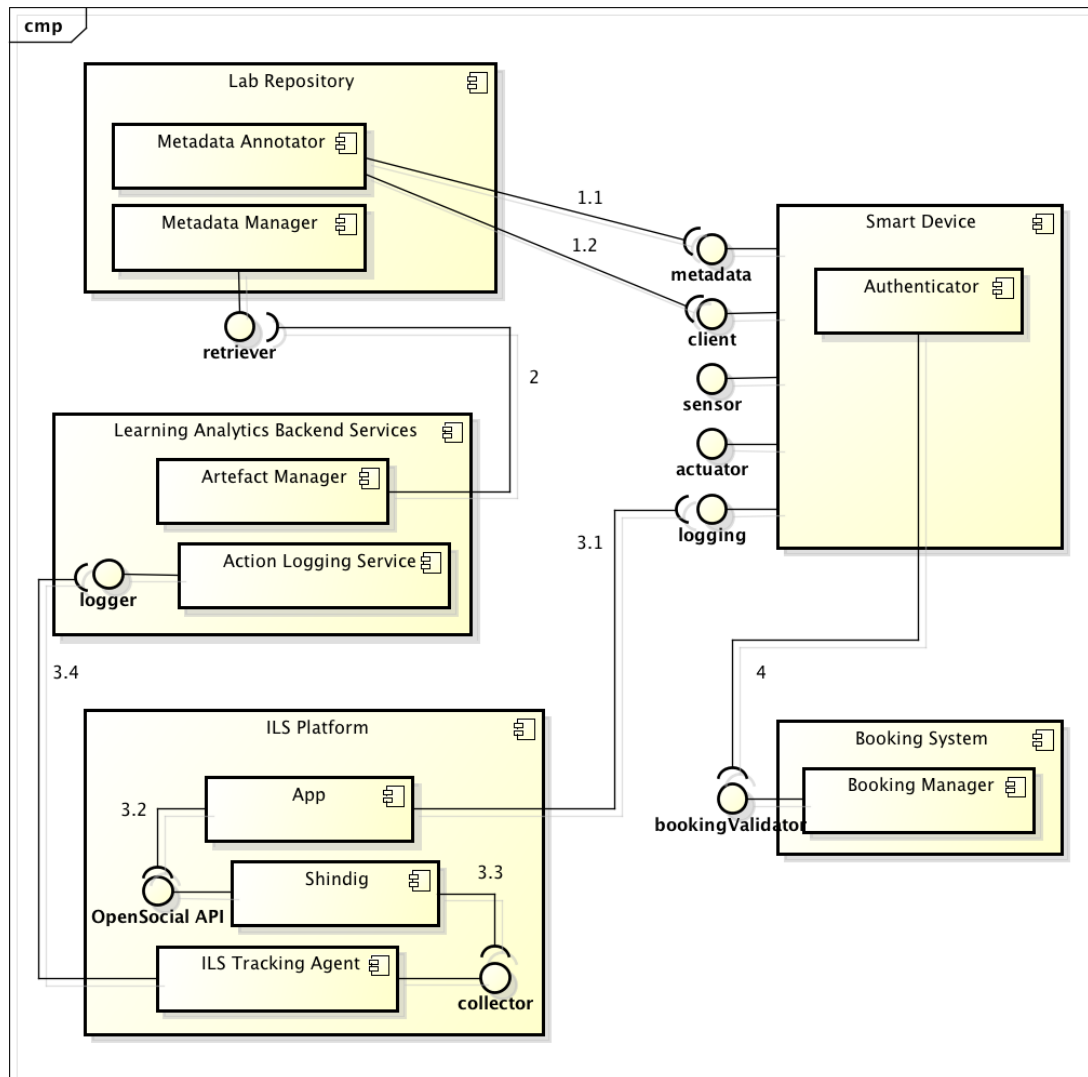 cmp
Lab Repository
Metadata Annotator
Metadata Manager
retriever
1.1
1.2
metadata
client
sensor
actuator
logging
Smart Device
Authenticator
2
Learning Analytics Backend Services
Artefact Manager
Action Logging Service
logger
3.1
3.4
4
ILS Platform
App
3.2
Shindig
3.3
OpenSocial API
ILS Tracking Agent
collector
Booking System
Booking Manager
bookingValidator